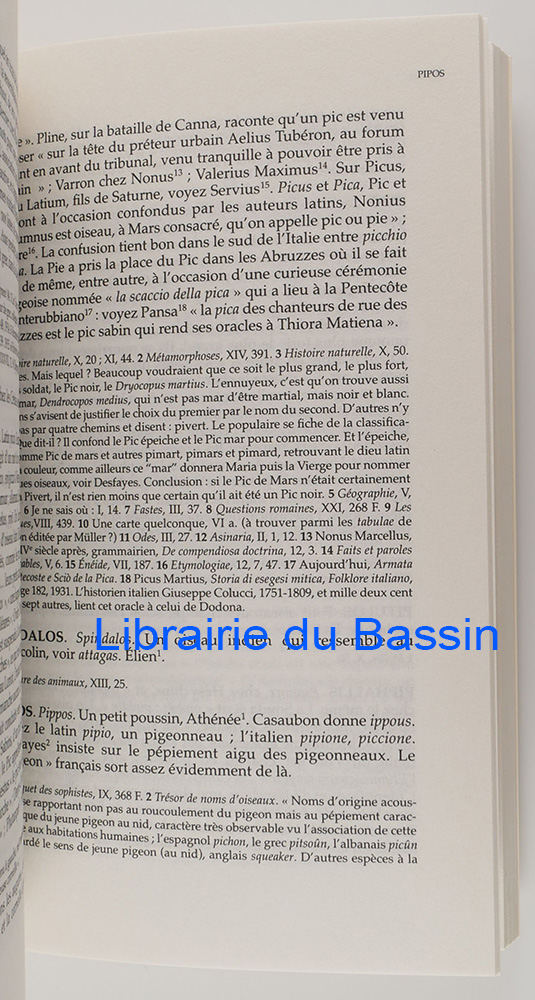 PIPOS
e ». Pline, sur la bataille de Canna, raconte qu'un pic est venu
ser « sur la tête du préteur urbain Aelius Tubéron, au forum
nt en avant du tribunal, venu tranquille à pouvoir être pris à
in » ; Varron chez Nonus13 ; Valerius Maximus14. Sur Picus,
u Latium, fils de Saturne, voyez Servius15. Picus et Pica, Pic et
ont à l'occasion confondus par les auteurs latins, Nonius
umnus est oiseau, à Mars consacré, qu'on appelle pic ou pie » ;
re16. La confusion tient bon dans le sud de l'Italie entre picchio
a. La Pie a pris la place du Pic dans les Abruzzes où il se fait
de même, entre autre, à l'occasion d'une curieuse cérémonie
geoise nommée « la scaccio della pica » qui a lieu à la Pentecôte
nterubbiano17 : voyez Pansa18 « la pica des chanteurs de rue des
zzes est le pic sabin qui rend ses oracles à Thiora Matiena ».
ire naturelle, X, 20 ; XI, 44. 2 Métamorphoses, XIV, 391. 3 Histoire naturelle, X, 50.
es. Mais lequel ? Beaucoup voudraient que ce soit le plus grand, le plus fort,
soldat, le Pic noir, le Dryocopus martius. L'ennuyeux, c'est qu'on trouve aussi
mar, Dendrocopos medius, qui n'est pas mar d'être martial, mais noir et blanc.
ns s'avisent de justifier le choix du premier par le nom du second. D'autres n'y
pas par quatre chemins et disent : pivert. Le populaire se fiche de la classifica-
Que dit-il ? Il confond le Pic épeiche et le Pic mar pour commencer. Et l'épeiche,
omme Pic de mars et autres pimart, pimars et pimard, retrouvant le dieu latin
couleur, comme ailleurs ce "mar" donnera Maria puis la Vierge pour nommer
es oiseaux, voir Desfayes. Conclusion : si le Pic de Mars n'était certainement
Pivert, il n'est rien moins que certain qu'il ait été un Pic noir. 5 Géographie, V,
6 Je ne sais où : I, 14. 7 Fastes, III, 37. 8 Questions romaines, XXI, 268 F. 9 Les
ues, VIII, 439. 10 Une carte quelconque, VI a. (à trouver parmi les tabulae de
on éditée par Müller ?) 11 Odes, III, 27. 12 Asinaria, II, 1, 12. 13 Nonus Marcellus,
IVe siècle après, grammairien, De compendiosa doctrina, 12, 3. 14 Faits et paroles
ables, V, 6. 15 Énéide, VII, 187. 16 Etymologiae, 12, 7, 47. 17 Aujourd'hui, Armata
tecoste e Sciò de la Pica. 18 Picus Martius, Storia di esegesi mitica, Folklore italiano,
ge 182, 1931. L'historien italien Giuseppe Colucci, 1751-1809, et mille deux cent
sept autres, lient cet oracle à celui de Dodona.
DALOS. Spindalos. Un oiseau indien qui ressemble au
colin, voir attagas. Élien1.
Librairie du Bassin
re des animaux, XIII, 25.
OS. Pippos. Un petit poussin, Athénée1. Casaubon donne ippous.
ez le latin pipio, un pigeonneau ; l'italien pipione, piccione.
ayes2 insiste sur le pépiement aigu des pigeonneaux. Le
eon » français sort assez évidemment de là.
quet des sophistes, IX, 368 F. 2 Trésor de noms d'oiseaux. « Noms d'origine acous-
se rapportant non pas au roucoulement du pigeon mais au pépiement carac-
que du jeune pigeon au nid, caractère très observable vu l'association de cette
e aux habitations humaines ; l'espagnol pichon, le grec pitsoûn, l'albanais picûn
rdé le sens de jeune pigeon (au nid), anglais squeaker. D'autres espèces à la